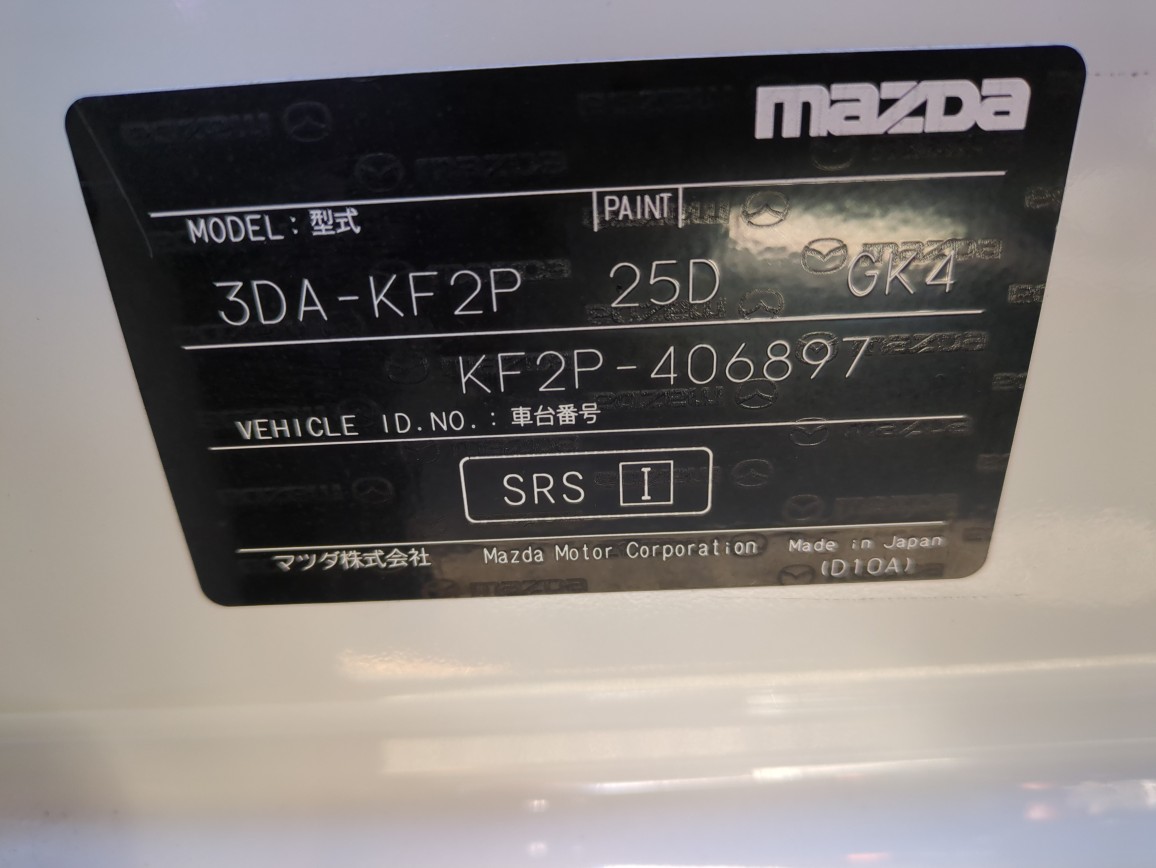 mazda
MODEL: 型式 PAINT
3DA-KF2P 25D GK4
KF2P-406897
VEHICLE ID.NO.: 車台番号
SRS I
マツダ株式会社 Mazda Motor Corporation Made in Japan
(D10A)